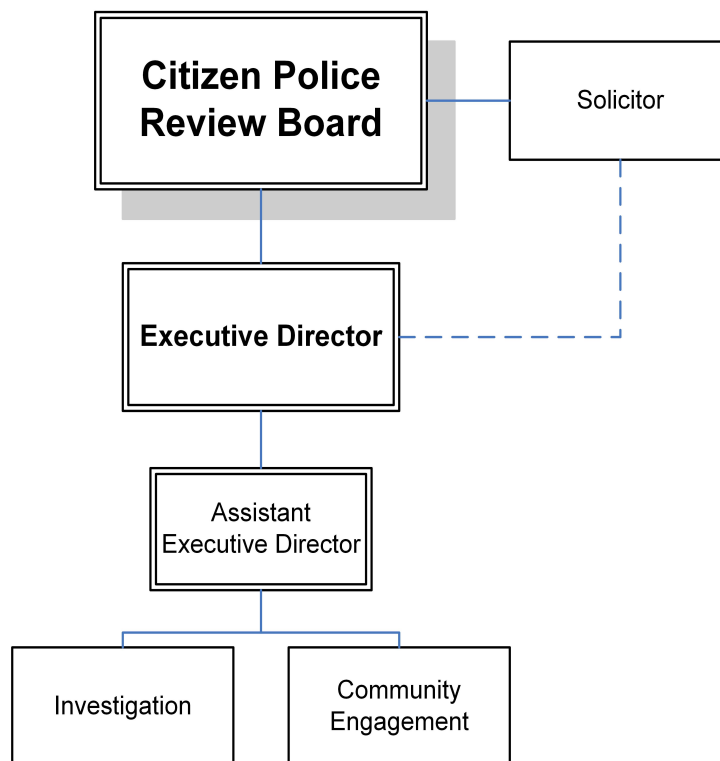 Citizen Police
Review Board
Solicitor
Executive Director
Assistant
Executive Director
Investigation
Community
Engagement